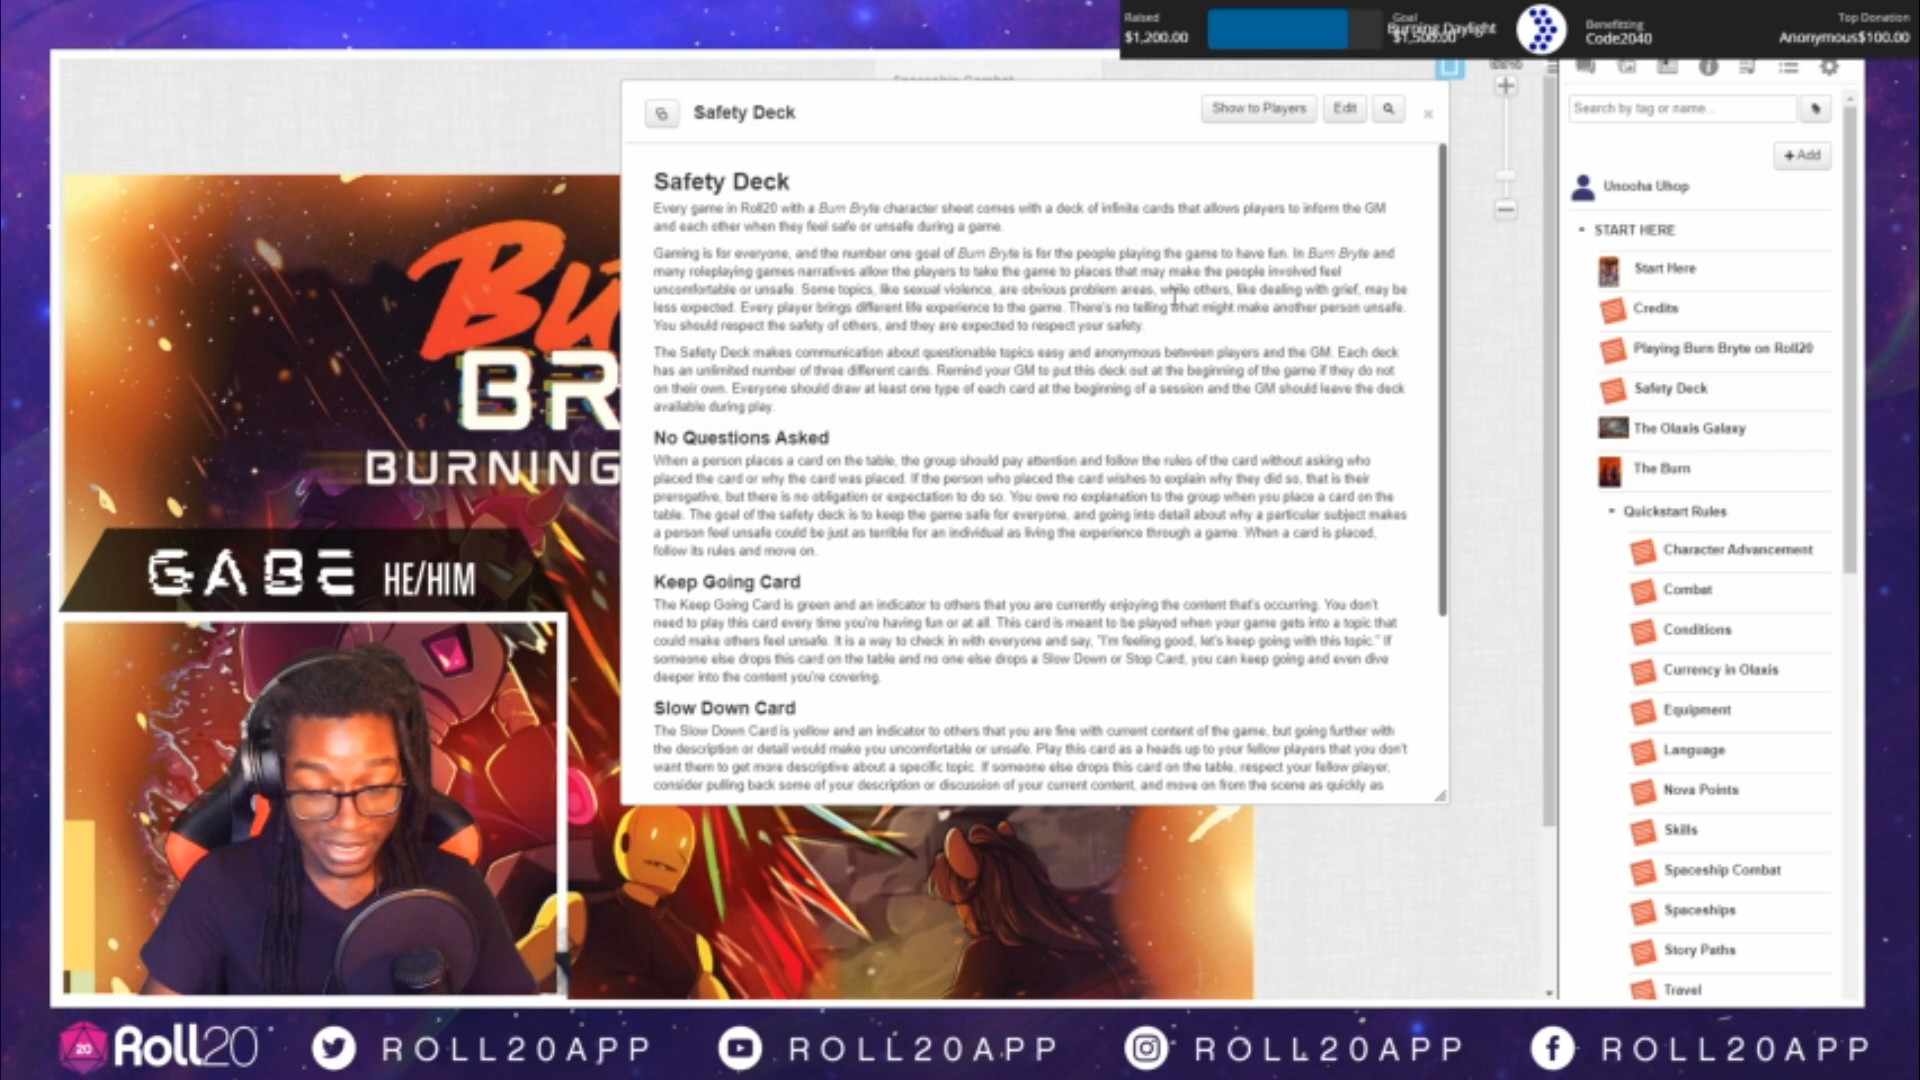 Raised
$1,200.00
Goal
$1,500.00
Burning Daylight
Benefitting
Code2040
Top Donation
Anonymous$100.00
Spaceship Combat
Safety Deck
Show to Players
Edit
Search by tag or name...
+ Add
Unooha Uhop
START HERE
Start Here
Credits
Playing Burn Bryte on Roll20
Safety Deck
The Olaxis Galaxy
The Burn
Quickstart Rules
Character Advancement
Combat
Conditions
Currency in Olaxis
Equipment
Language
Nova Points
Skills
Spaceship Combat
Spaceships
Story Paths
Travel
Safety Deck
Every game in Roll20 with a Burn Bryte character sheet comes with a deck of infinite cards that allows players to inform the GM
and each other when they feel safe or unsafe during a game.
Gaming is for everyone, and the number one goal of Burn Bryte is for the people playing the game to have fun. In Burn Bryte and
many roleplaying games narratives allow the players to take the game to places that may make the people involved feel
uncomfortable or unsafe. Some topics, like sexual violence, are obvious problem areas, while others, like dealing with grief, may be
less expected. Every player brings different life experience to the game. There's no telling what might make another person unsafe.
You should respect the safety of others, and they are expected to respect your safety.
The Safety Deck makes communication about questionable topics easy and anonymous between players and the GM. Each deck
has an unlimited number of three different cards. Remind your GM to put this deck out at the beginning of the game if they do not
on their own. Everyone should draw at least one type of each card at the beginning of a session and the GM should leave the deck
available during play.
No Questions Asked
When a person places a card on the table, the group should pay attention and follow the rules of the card without asking who
placed the card or why the card was placed. If the person who placed the card wishes to explain why they did so, that is their
prerogative, but there is no obligation or expectation to do so. You owe no explanation to the group when you place a card on the
table. The goal of the safety deck is to keep the game safe for everyone, and going into detail about why a particular subject makes
a person feel unsafe could be just as terrible for an individual as living the experience through a game. When a card is placed,
follow its rules and move on.
Keep Going Card
The Keep Going Card is green and an indicator to others that you are currently enjoying the content that's occurring. You don't
need to play this card every time you're having fun or at all. This card is meant to be played when your game gets into a topic that
could make others feel unsafe. It is a way to check in with everyone and say, "I'm feeling good, let's keep going with this topic." If
someone else drops this card on the table and no one else drops a Slow Down or Stop Card, you can keep going and even dive
deeper into the content you're covering.
Slow Down Card
The Slow Down Card is yellow and an indicator to others that you are fine with current content of the game, but going further with
the description or detail would make you uncomfortable or unsafe. Play this card as a heads up to your fellow players that you don't
want them to get more descriptive about a specific topic. If someone else drops this card on the table, respect your fellow player,
consider pulling back some of your description or discussion of your current content, and move on from the scene as quickly as
BU
BR
BURNING
GABE HE/HIM
20
Roll20
ROLL20APP
ROLL20APP
ROLL20APP
ROLL20APP